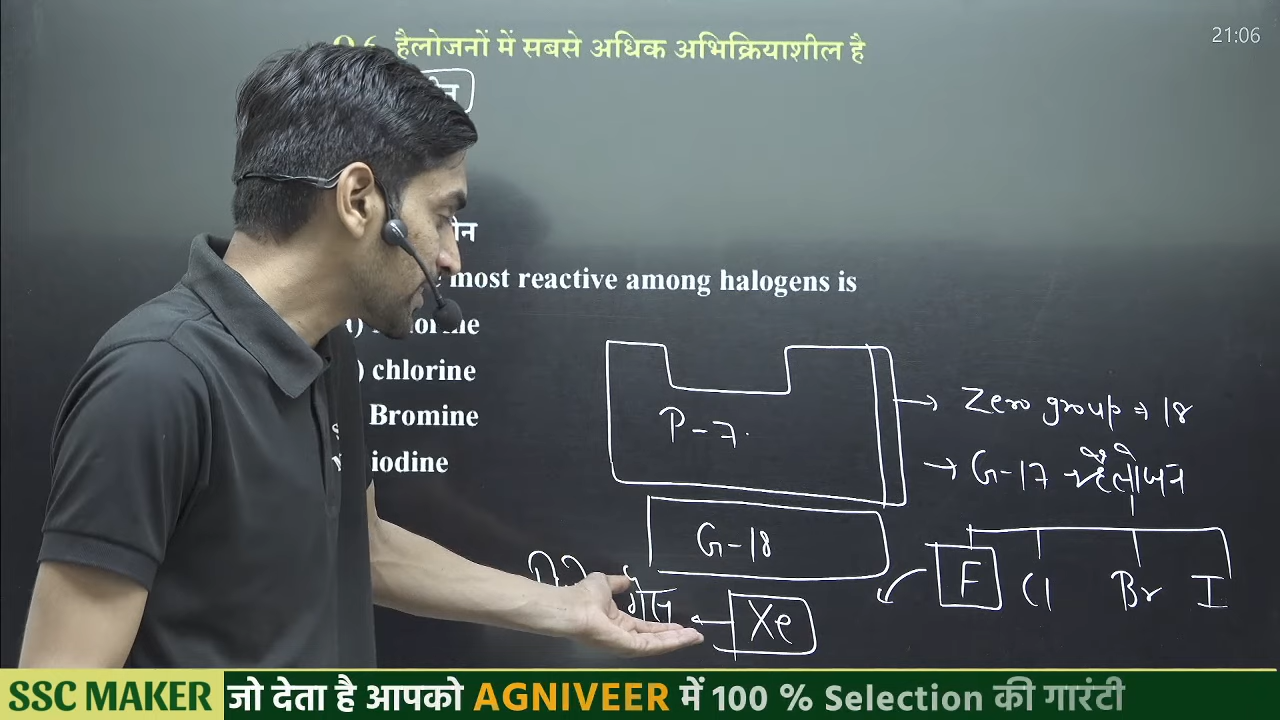 21:06
Q.6 हैलोजनों में सबसे अधिक अभिक्रियाशील है
most reactive among halogens is
chlorine
Bromine
iodine
P-7
Zero group ⇒ 18
G-17 → हैलोजन
G-18
F Cl Br I
Xe
SSC MAKER जो देता है आपको AGNIVEER में 100 % Selection की गारंटी